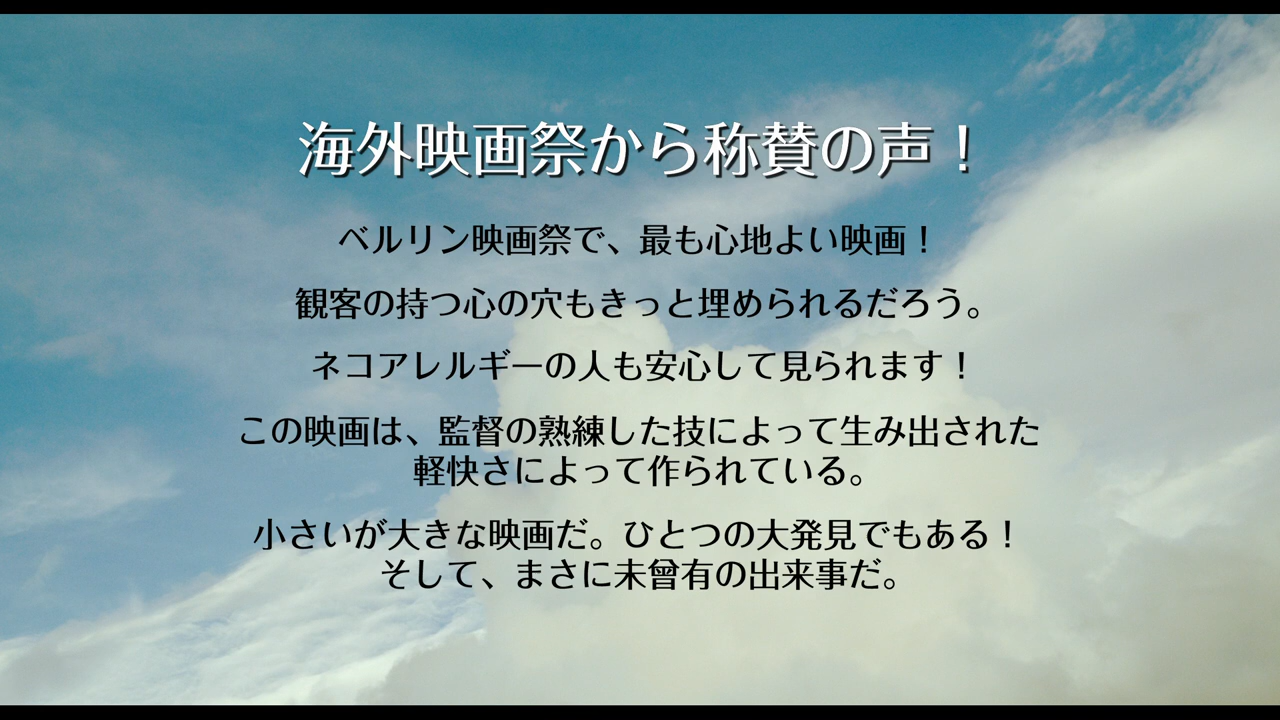 海外映画祭から称賛の声！
ベルリン映画祭で、最も心地よい映画！
観客の持つ心の穴もきっと埋められるだろう。
ネコアレルギーの人も安心して見られます！
この映画は、監督の熟練した技によって生み出された
軽快さによって作られている。
小さいが大きな映画だ。ひとつの大発見でもある！
そして、まさに未曾有の出来事だ。